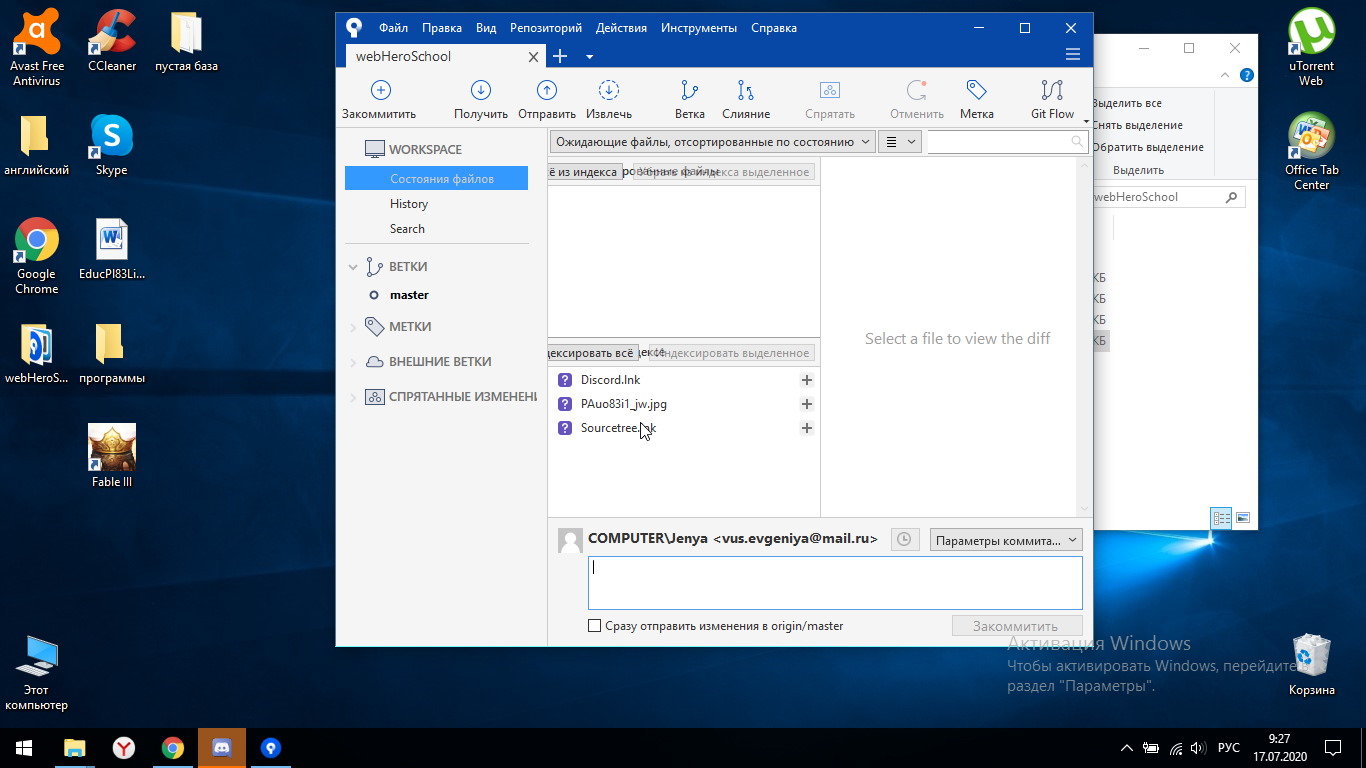 Avast Free
Antivirus
CCleaner
пустая база
английский
Skype
Google
Chrome
EducPI83Li...
webHeroS...
программы
Fable III
Этот
компьютер
Файл Правка Вид Репозиторий Действия Инструменты Справка
webHeroSchool
Закоммитить Получить Отправить Извлечь Ветка Слияние Спрятать Отменить Метка Git Flow
WORKSPACE
Состояния файлов
History
Search
ВЕТКИ
master
МЕТКИ
ВНЕШНИЕ ВЕТКИ
СПРЯТАННЫЕ ИЗМЕНЕНИ
Ожидающие файлы, отсортированные по состоянию
ё из индекса
индекса выделенное
дексировать всё
Индексировать выделенное
Discord.lnk
PAuo83i1_jw.jpg
Sourcetree.lnk
Select a file to view the diff
COMPUTER\Jenya <vus.evgeniya@mail.ru>
Параметры коммита...
Сразу отправить изменения в origin/master
Закоммитить
Выделить все
Снять выделение
Обратить выделение
Выделить
webHeroSchool
КБ
КБ
КБ
КБ
uTorrent
Web
Office Tab
Center
Активация Windows
Чтобы активировать Windows, перейдите в
раздел "Параметры".
Корзина
РУС
9:27
17.07.2020